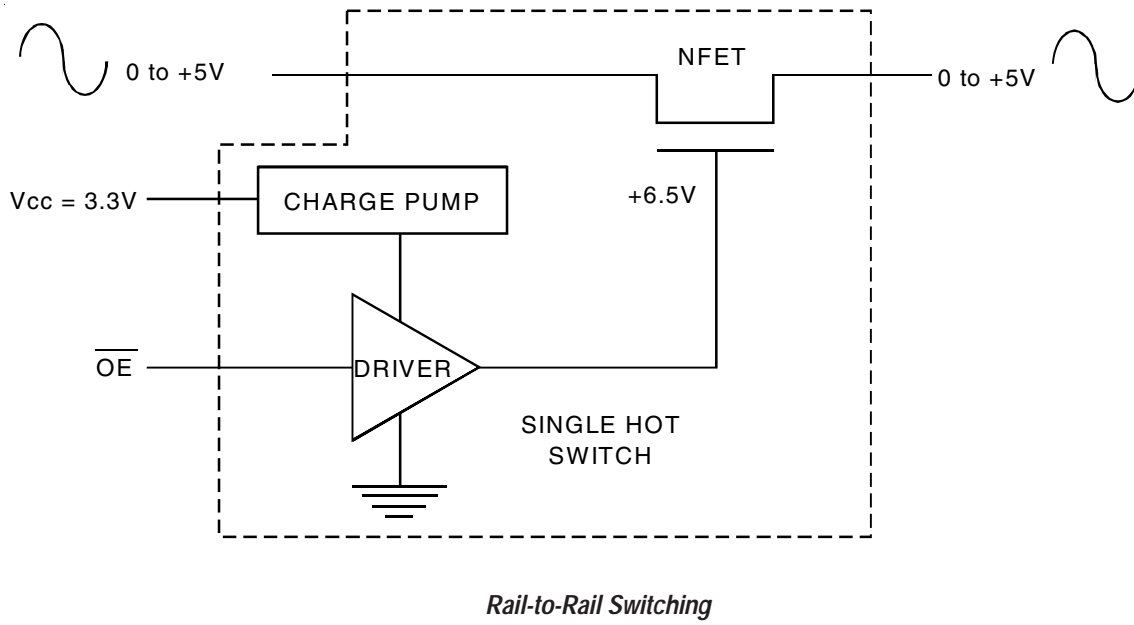 0 to +5V
NFET
0 to +5V
Vcc = 3.3V
CHARGE PUMP
+6.5V
OE
DRIVER
SINGLE HOT
SWITCH
Rail-to-Rail Switching